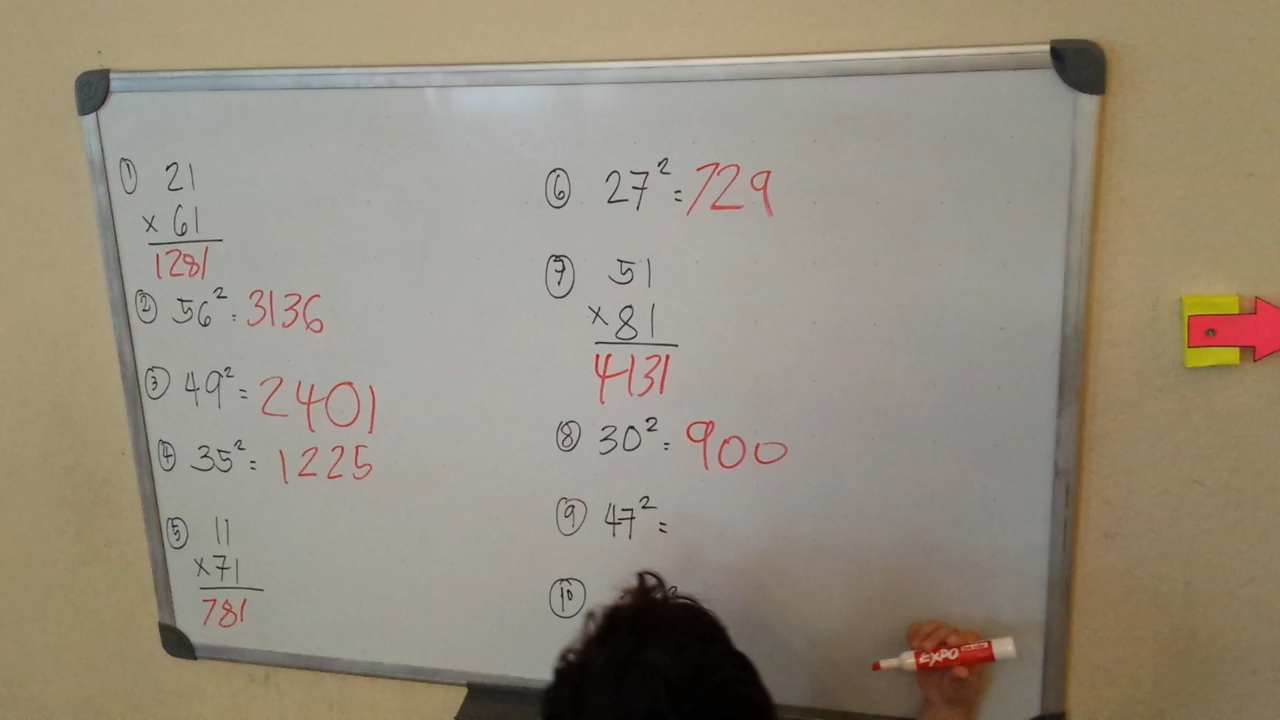 ① 21
× 61
1281
② 56² = 3136
③ 49² = 2401
④ 35² = 1225
⑤ 11
×71
781
⑥ 27² = 729
⑦ 51
×81
4131
⑧ 30² = 900
⑨ 47² =
⑩
EXPO